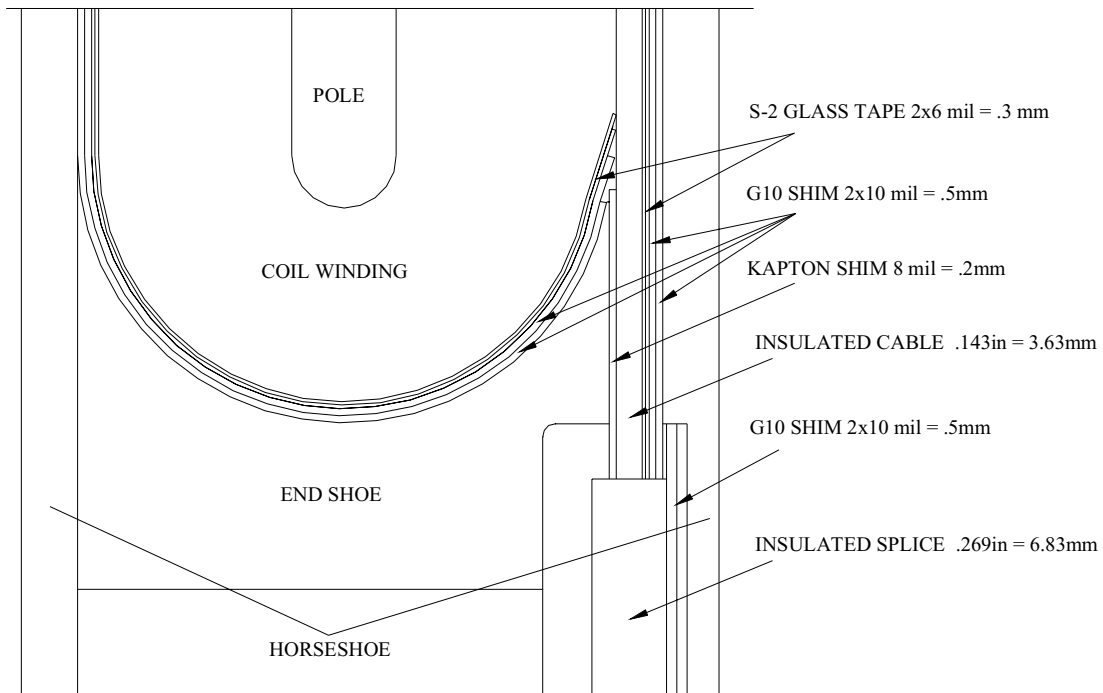 POLE
S-2 GLASS TAPE 2x6 mil = .3 mm
G10 SHIM 2x10 mil = .5mm
COIL WINDING
KAPTON SHIM 8 mil = .2mm
INSULATED CABLE .143in = 3.63mm
G10 SHIM 2x10 mil = .5mm
END SHOE
INSULATED SPLICE .269in = 6.83mm
HORSESHOE